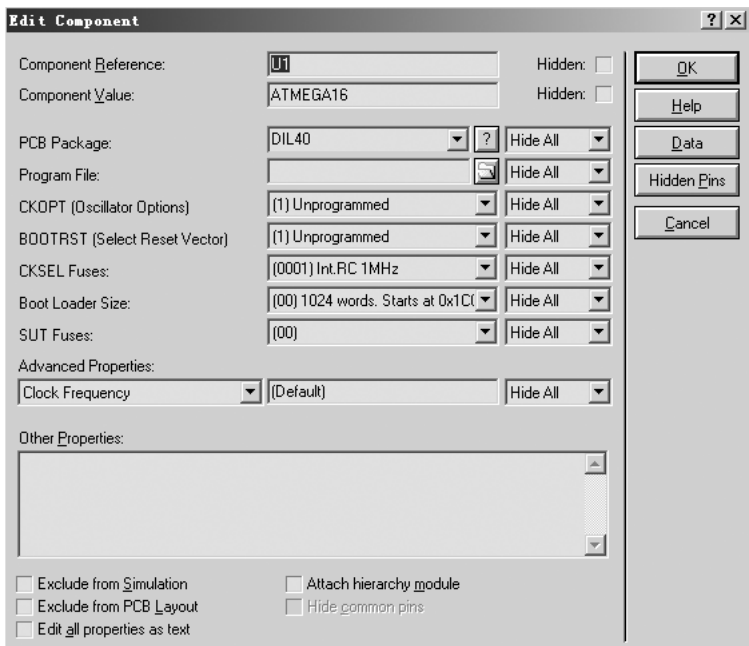 Edit Component ? X
Component Reference: U1 Hidden:
Component Value: ATMEGA16 Hidden:
PCB Package: DIL40 ? Hide All
Program File: Hide All
CKOPT (Oscillator Options) (1) Unprogrammed Hide All
BOOTRST (Select Reset Vector) (1) Unprogrammed Hide All
CKSEL Fuses: (0001) Int.RC 1MHz Hide All
Boot Loader Size: (00) 1024 words. Starts at 0x1C( Hide All
SUT Fuses: (00) Hide All
Advanced Properties:
Clock Frequency (Default) Hide All
Other Properties:
Exclude from Simulation Attach hierarchy module
Exclude from PCB Layout Hide common pins
Edit all properties as text
OK
Help
Data
Hidden Pins
Cancel